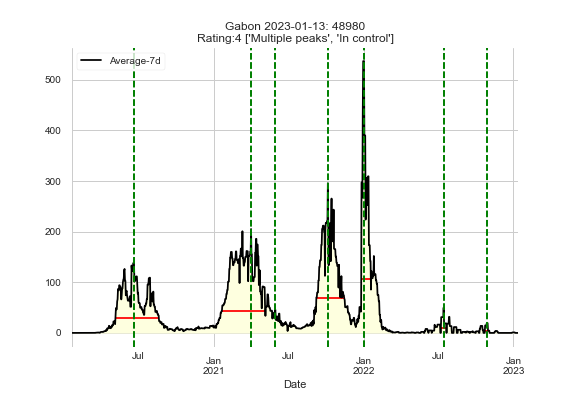 Gabon 2023-01-13: 48980
Rating:4 ['Multiple peaks', 'In control']
Average-7d
500
400
300
200
100
0
Jul
Jan
2021
Jul
Jan
2022
Jul
Jan
2023
Date